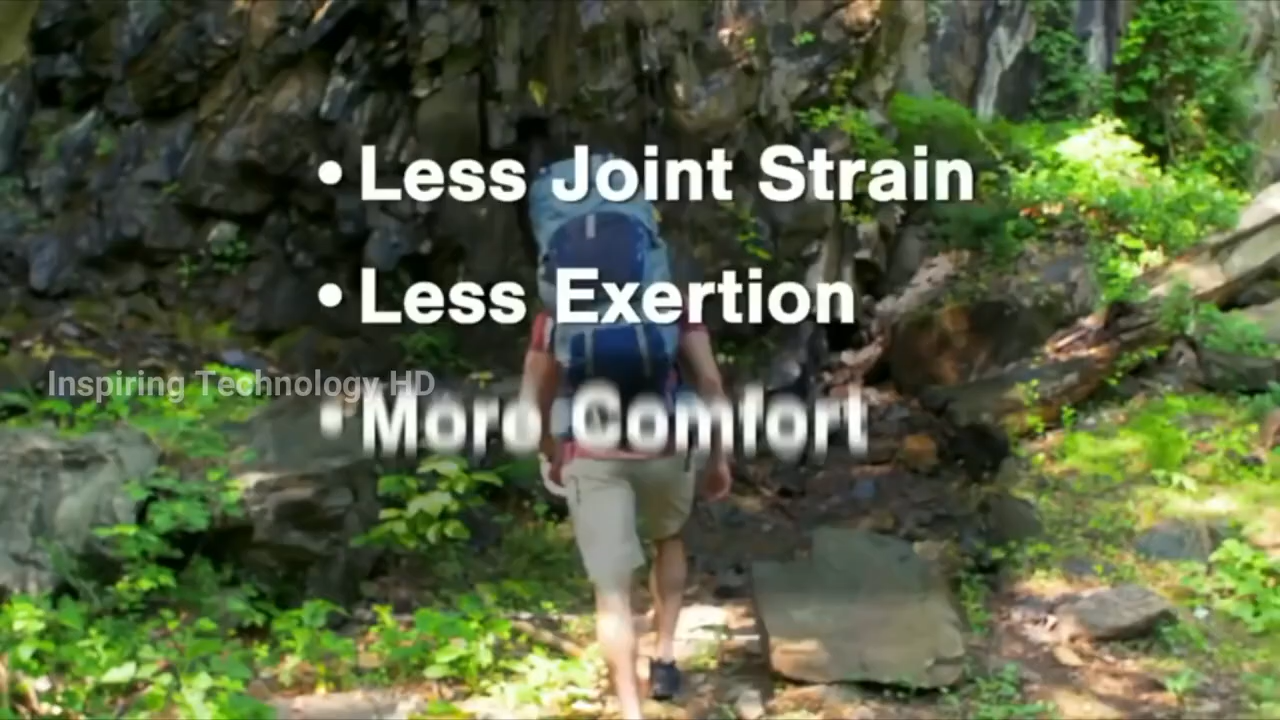 • Less Joint Strain
• Less Exertion
Inspiring Technology HD
• More Comfort